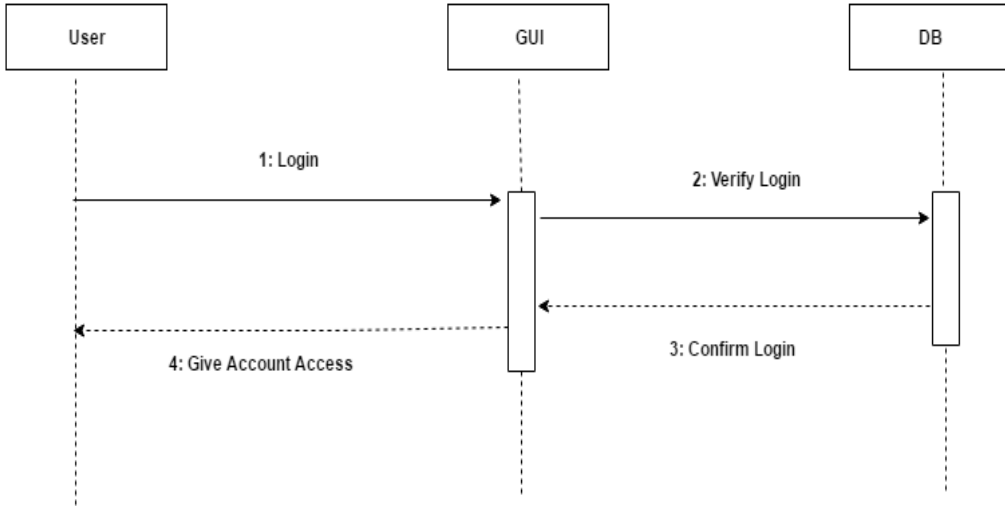 User
GUI
DB
1: Login
2: Verify Login
3: Confirm Login
4: Give Account Access